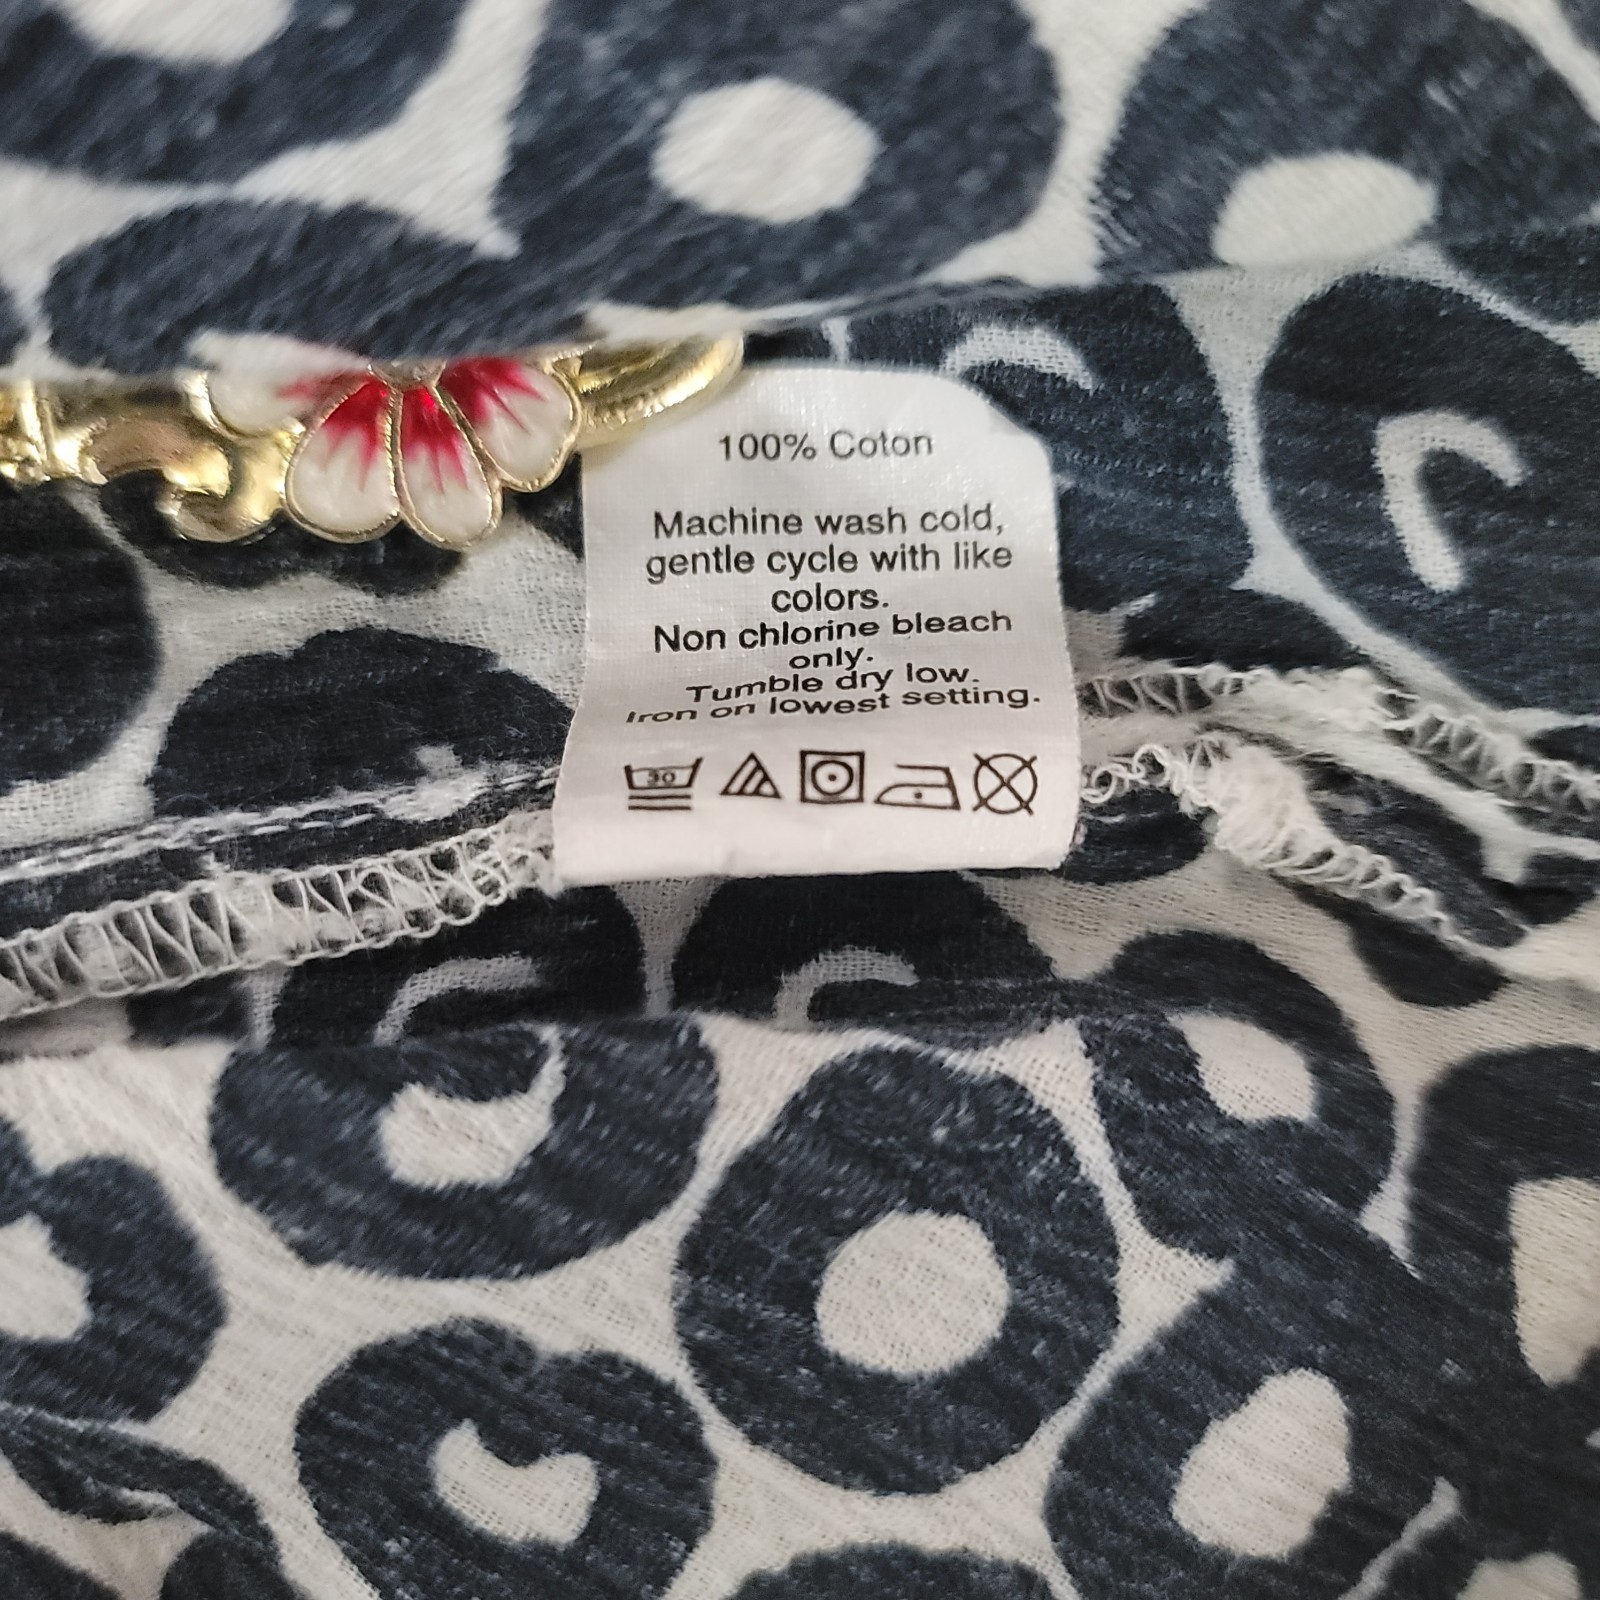 100% Coton
Machine wash cold,
gentle cycle with like
colors.
Non chlorine bleach
only.
Tumble dry low.
Iron on lowest setting.
30